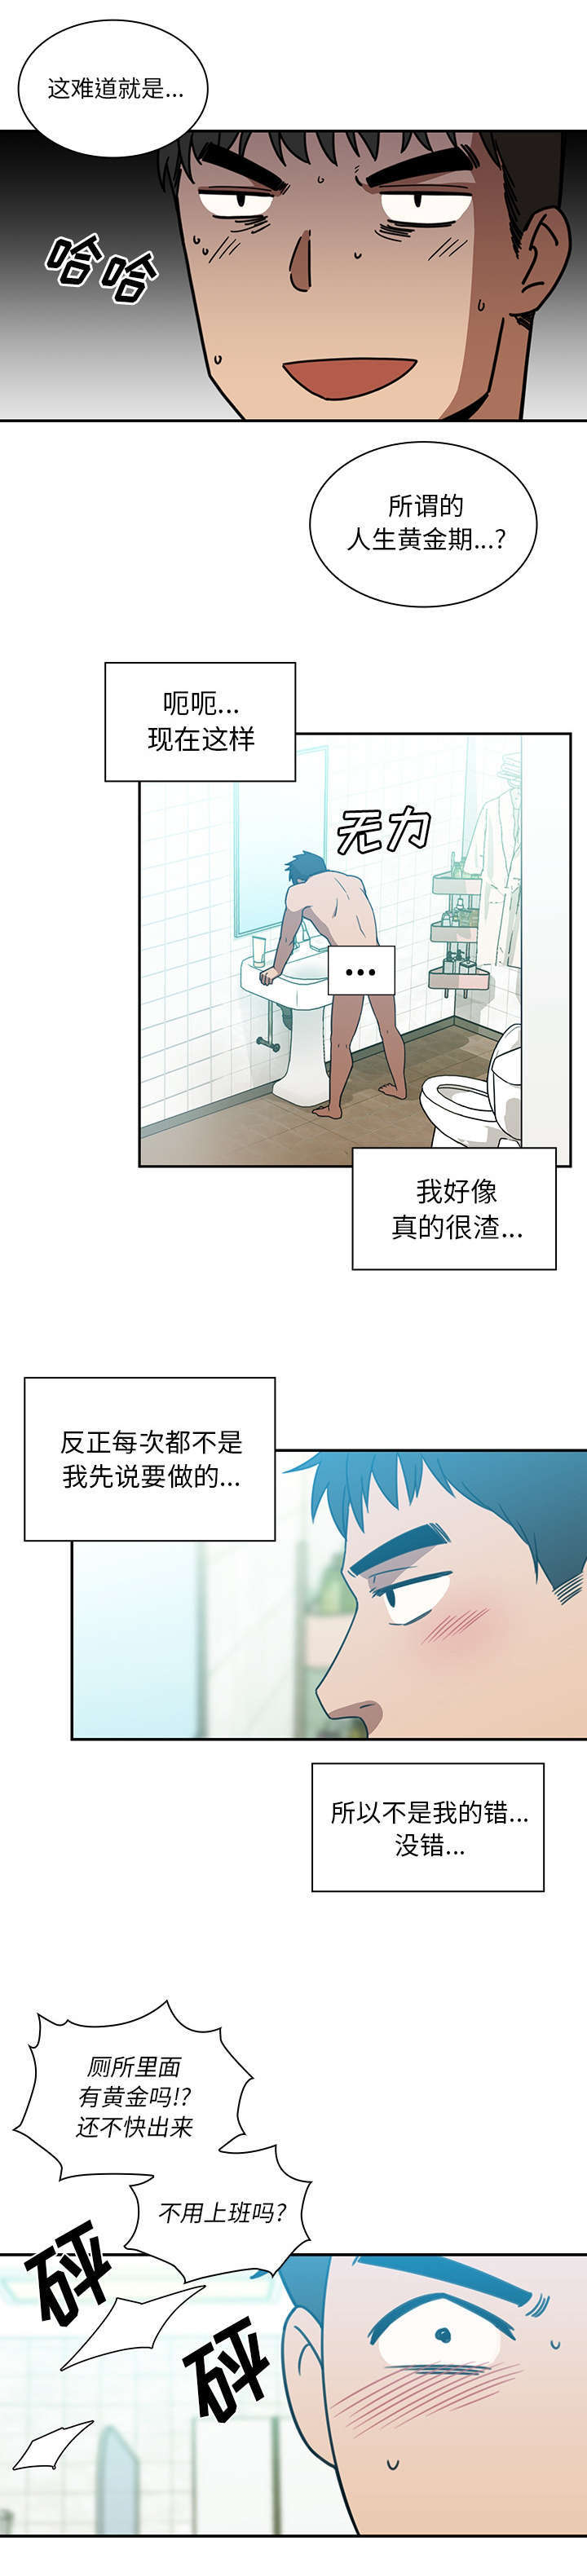 这难道就是...
哈哈
所谓的
人生黄金期...?
呃呃...
现在这样
无力
...
我好像
真的很渣...
反正每次都不是
我先说要做的...
所以不是我的错...
没错...
厕所里面
有黄金吗!?
还不快出来
不用上班吗?
砰
砰